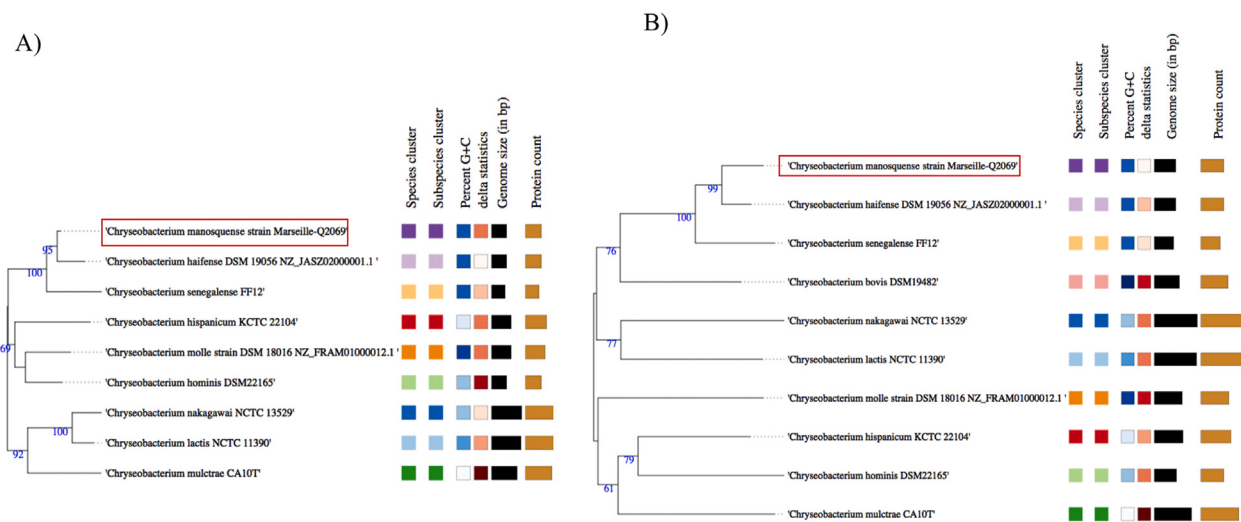 A)
Species cluster
Subspecies cluster
Percent G+C
delta statistics
Genome size (in bp)
Protein count
'Chryseobacterium manosquense strain Marseille-Q2069'
'Chryseobacterium haifense DSM 19056 NZ_JASZ02000001.1 '
'Chryseobacterium senegalense FF12'
'Chryseobacterium hispanicum KCTC 22104'
'Chryseobacterium molle strain DSM 18016 NZ_FRAM01000012.1 '
'Chryseobacterium hominis DSM22165'
'Chryseobacterium nakagawai NCTC 13529'
'Chryseobacterium lactis NCTC 11390'
'Chryseobacterium mulctrae CA10T'
95
100
69
100
92
B)
Species cluster
Subspecies cluster
Percent G+C
delta statistics
Genome size (in bp)
Protein count
'Chryseobacterium manosquense strain Marseille-Q2069'
'Chryseobacterium haifense DSM 19056 NZ_JASZ02000001.1 '
'Chryseobacterium senegalense FF12'
'Chryseobacterium bovis DSM19482'
'Chryseobacterium nakagawai NCTC 13529'
'Chryseobacterium lactis NCTC 11390'
'Chryseobacterium molle strain DSM 18016 NZ_FRAM01000012.1 '
'Chryseobacterium hispanicum KCTC 22104'
'Chryseobacterium hominis DSM22165'
'Chryseobacterium mulctrae CA10T'
99
100
76
77
79
61